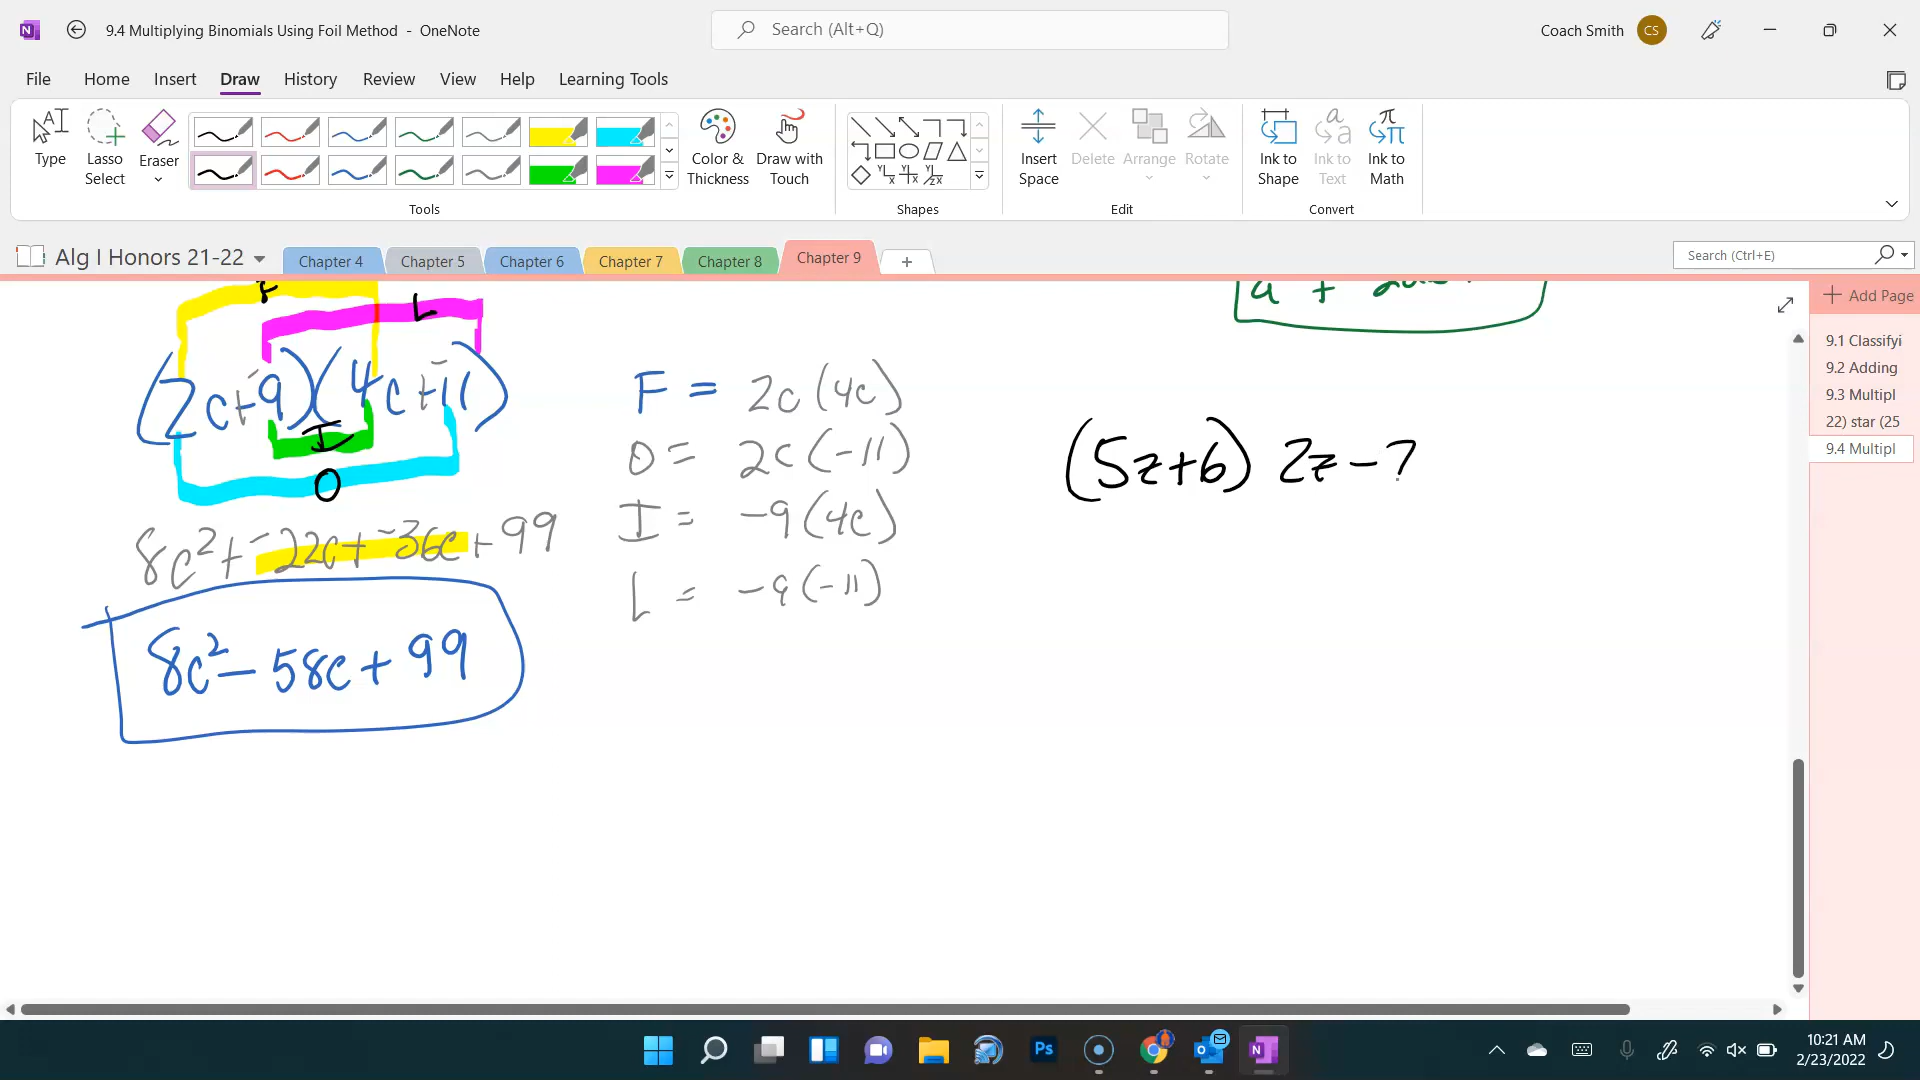 9.4 Multiplying Binomials Using Foil Method - OneNote
Search (Alt+Q)
Coach Smith
CS
File Home Insert Draw History Review View Help Learning Tools
Type
Lasso Select
Eraser
Color & Thickness
Draw with Touch
Insert Space
Delete
Arrange
Rotate
Ink to Shape
Ink to Text
Ink to Math
Tools
Shapes
Edit
Convert
Alg I Honors 21-22
Chapter 4
Chapter 5
Chapter 6
Chapter 7
Chapter 8
Chapter 9
+
Search (Ctrl+E)
Add Page
9.1 Classifyi
9.2 Adding
9.3 Multipl
22) star (25
9.4 Multipl
F
L
(2c+-9)(4c+-11)
I
O
8c²+-22c+-36c+99
8c²-58c+99
F = 2c(4c)
O = 2c(-11)
I = -9(4c)
L = -9(-11)
(5z+6) 2z-7
10:21 AM
2/23/2022